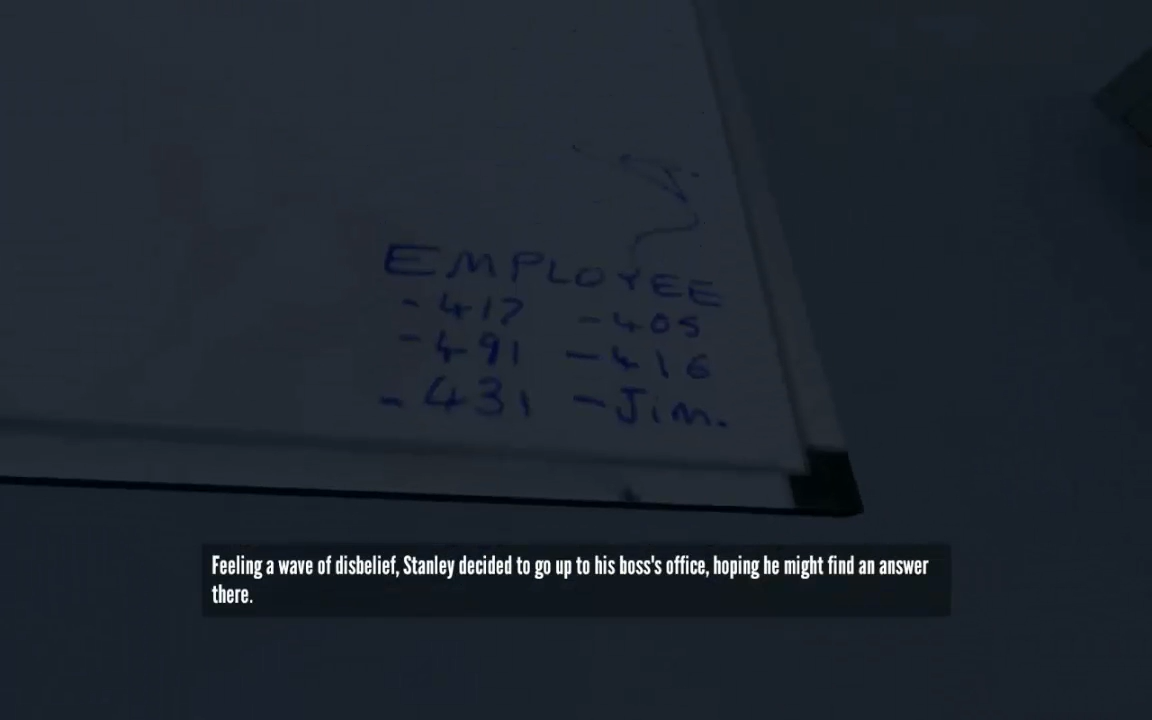 EMPLOYEE
- 417 - 405
- 491 - 416
- 431 - Jim.
Feeling a wave of disbelief, Stanley decided to go up to his boss's office, hoping he might find an answer
there.